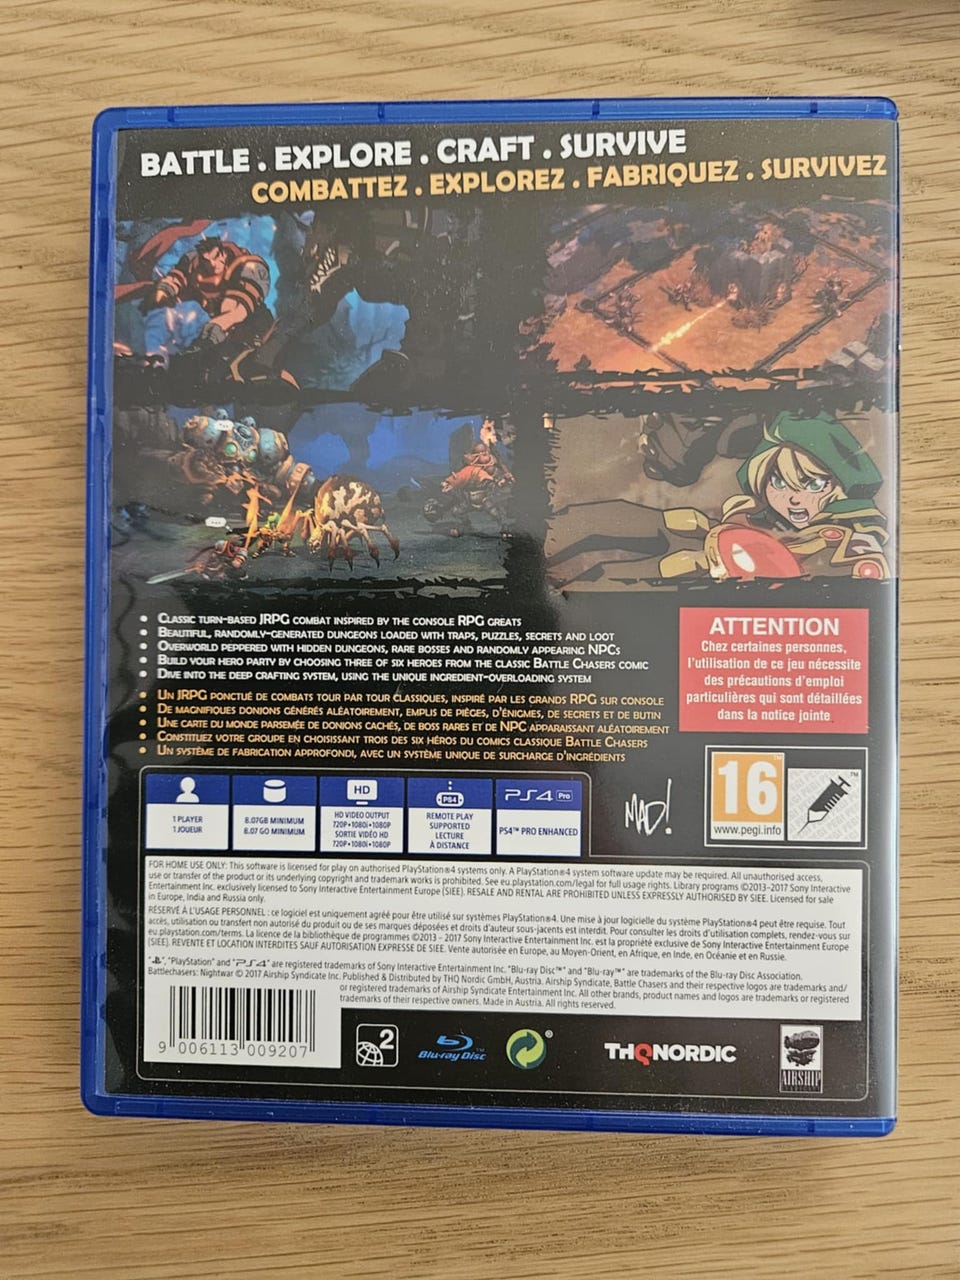 BATTLE . EXPLORE . CRAFT . SURVIVE
COMBATTEZ . EXPLOREZ . FABRIQUEZ . SURVIVEZ
• CLASSIC TURN-BASED JRPG COMBAT INSPIRED BY THE CONSOLE RPG GREATS
• BEAUTIFUL, RANDOMLY-GENERATED DUNGEONS LOADED WITH TRAPS, PUZZLES, SECRETS AND LOOT
• OVERWORLD PEPPERED WITH HIDDEN DUNGEONS, RARE BOSSES AND RANDOMLY APPEARING NPCS
• BUILD YOUR HERO PARTY BY CHOOSING THREE OF SIX HEROES FROM THE CLASSIC BATTLE CHASERS COMIC
• DIVE INTO THE DEEP CRAFTING SYSTEM, USING THE UNIQUE INGREDIENT-OVERLOADING SYSTEM
• UN JRPG PONCTUÉ DE COMBATS TOUR PAR TOUR CLASSIQUES, INSPIRÉ PAR LES GRANDS RPG SUR CONSOLE
• DE MAGNIFIQUES DONJONS GÉNÉRÉS ALÉATOIREMENT, EMPLIS DE PIÈGES, D'ÉNIGMES, DE SECRETS ET DE BUTIN
• UNE CARTE DU MONDE PARSEMÉE DE DONJONS CACHÉS, DE BOSS RARES ET DE NPC APPARAISSANT ALÉATOIREMENT
• CONSTITUEZ VOTRE GROUPE EN CHOISISSANT TROIS DES SIX HÉROS DU COMICS CLASSIQUE BATTLE CHASERS
• UN SYSTÈME DE FABRICATION APPROFONDI, AVEC UN SYSTÈME UNIQUE DE SURCHARGE D'INGRÉDIENTS
ATTENTION
Chez certaines personnes,
l'utilisation de ce jeu nécessite
des précautions d'emploi
particulières qui sont détaillées
dans la notice jointe.
1 PLAYER
1 JOUEUR
8.07GB MINIMUM
8.07 GO MINIMUM
HD
HD VIDEO OUTPUT
720P•1080i•1080P
SORTIE VIDÉO HD
720P•1080i•1080P
PS4
REMOTE PLAY
SUPPORTED
LECTURE
À DISTANCE
PS4 Pro
PS4™ PRO ENHANCED
MAD!
16
www.pegi.info
FOR HOME USE ONLY: This software is licensed for play on authorised PlayStation®4 systems only. A PlayStation®4 system software update may be required. All unauthorised access,
use or transfer of the product or its underlying copyright and trademark works is prohibited. See eu.playstation.com/legal for full usage rights. Library programs ©2013-2017 Sony Interactive
Entertainment Inc. exclusively licensed to Sony Interactive Entertainment Europe (SIEE). RESALE AND RENTAL ARE PROHIBITED UNLESS EXPRESSLY AUTHORISED BY SIEE. Licensed for sale
in Europe, India and Russia only.
RÉSERVÉ À L'USAGE PERSONNEL : ce logiciel est uniquement agréé pour être utilisé sur systèmes PlayStation®4. Une mise à jour logicielle du système PlayStation®4 peut être requise. Tout
accès, utilisation ou transfert non autorisé du produit ou de ses marques déposées et droits d'auteur sous-jacents est interdit. Pour consulter les droits d'utilisation complets, rendez-vous sur
eu.playstation.com/terms. La licence de la bibliothèque de programmes ©2013 - 2017 Sony Interactive Entertainment Inc. est la propriété exclusive de Sony Interactive Entertainment Europe
(SIEE). REVENTE ET LOCATION INTERDITES SAUF AUTORISATION EXPRESSE DE SIEE. Vente autorisée en Europe, au Moyen-Orient, en Afrique, en Inde, en Océanie et en Russie.
" ", "PlayStation" and "PS4" are registered trademarks of Sony Interactive Entertainment Inc. "Blu-ray Disc™" and "Blu-ray™" are trademarks of the Blu-ray Disc Association.
Battlechasers: Nightwar © 2017 Airship Syndicate Inc. Published & Distributed by THQ Nordic GmbH, Austria. Airship Syndicate, Battle Chasers and their respective logos are trademarks and/
or registered trademarks of Airship Syndicate Entertainment Inc. All other brands, product names and logos are trademarks or registered
trademarks of their respective owners. Made in Austria. All rights reserved.
9 006113 009207
2
Blu-ray Disc™
®
THQ NORDIC
AIRSHIP